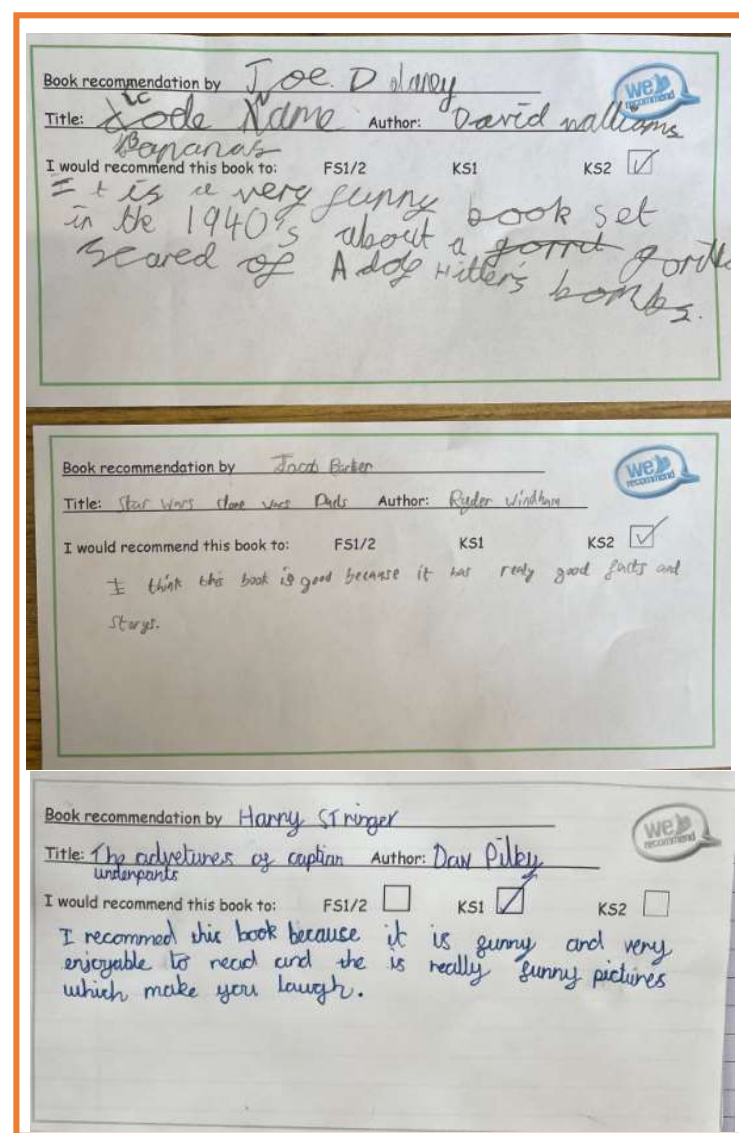 Book recommendation by Joe. D
we recommend
Title: Code Name Author: David walliams
Bananas
I would recommend this book to: FS1/2 KS1 KS2
It is a very funny book set
in the 1940's about a gorill gorilla
scared of Adolf Hitler's bombs.
Book recommendation by Jacob Barker
we recommend
Title: Star Wars clone wars Author: Ryder Windham
I would recommend this book to: FS1/2 KS1 KS2
I think this book is good because it has realy good facts and
storys.
Book recommendation by Harry Stringer
we recommend
Title: The advetures of captian Author: Dav Pilky
underpants
I would recommend this book to: FS1/2 KS1 KS2
I recommed this book because it is funny and very
enjoyable to read and the is really funny pictures
which make you laugh.